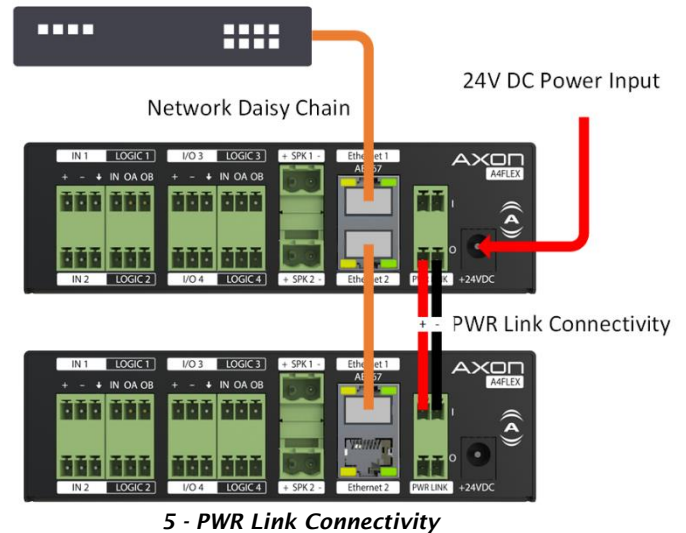 24V DC Power Input
Network Daisy Chain
IN 1 LOGIC 1 I/O 3 LOGIC 3 + SPK 1 - Ethernet 1 AXON
A4FLEX
+ - IN OA OB + - IN OA OB I
O
IN 2 LOGIC 2 I/O 4 LOGIC 4 + SPK 2 - Ethernet 2 +24VDC
+ - PWR Link Connectivity
IN 1 LOGIC 1 I/O 3 LOGIC 3 + SPK 1 - AXON
A4FLEX
+ - IN OA OB + - IN OA OB I
O
IN 2 LOGIC 2 I/O 4 LOGIC 4 + SPK 2 - Ethernet 2 PWR LINK +24VDC
5 - PWR Link Connectivity